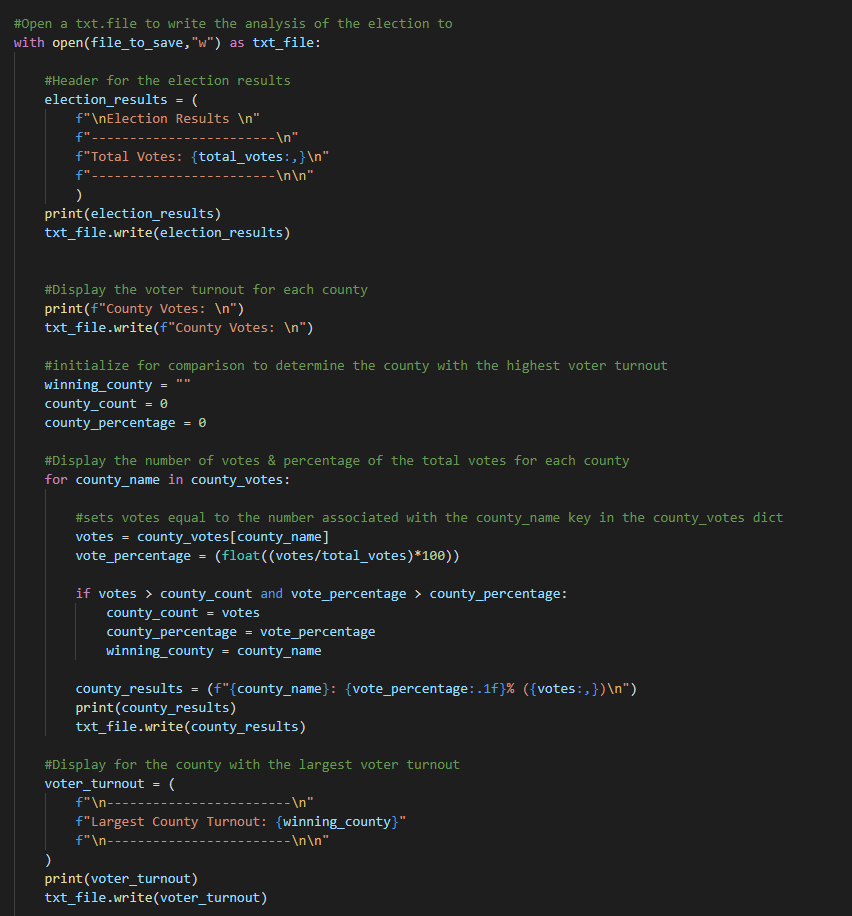 #Open a txt.file to write the analysis of the election to
with open(file_to_save,"w") as txt_file:
#Header for the election results
election_results = (
f"\nElection Results \n"
f"------------------------\n"
f"Total Votes: {total_votes:,}\n"
f"------------------------\n\n"
)
print(election_results)
txt_file.write(election_results)
#Display the voter turnout for each county
print(f"County Votes: \n")
txt_file.write(f"County Votes: \n")
#initialize for comparison to determine the county with the highest voter turnout
winning_county = ""
county_count = 0
county_percentage = 0
#Display the number of votes & percentage of the total votes for each county
for county_name in county_votes:
#sets votes equal to the number associated with the county_name key in the county_votes dict
votes = county_votes[county_name]
vote_percentage = (float((votes/total_votes)*100))
if votes > county_count and vote_percentage > county_percentage:
county_count = votes
county_percentage = vote_percentage
winning_county = county_name
county_results = (f"{county_name}: {vote_percentage:.1f}% ({votes:,})\n")
print(county_results)
txt_file.write(county_results)
#Display for the county with the largest voter turnout
voter_turnout = (
f"\n------------------------\n"
f"Largest County Turnout: {winning_county}"
f"\n------------------------\n\n"
)
print(voter_turnout)
txt_file.write(voter_turnout)